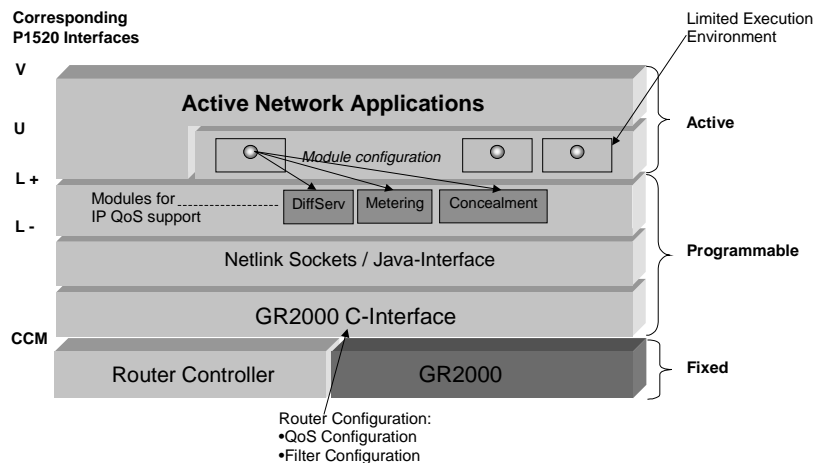 Corresponding
P1520 Interfaces
Limited Execution
Environment
V
Active Network Applications
U
Active
Module configuration
L +
Modules for
IP QoS support
DiffServ
Metering
Concealment
L -
Netlink Sockets / Java-Interface
Programmable
GR2000 C-Interface
CCM
Router Controller
GR2000
Fixed
Router Configuration:
•QoS Configuration
•Filter Configuration